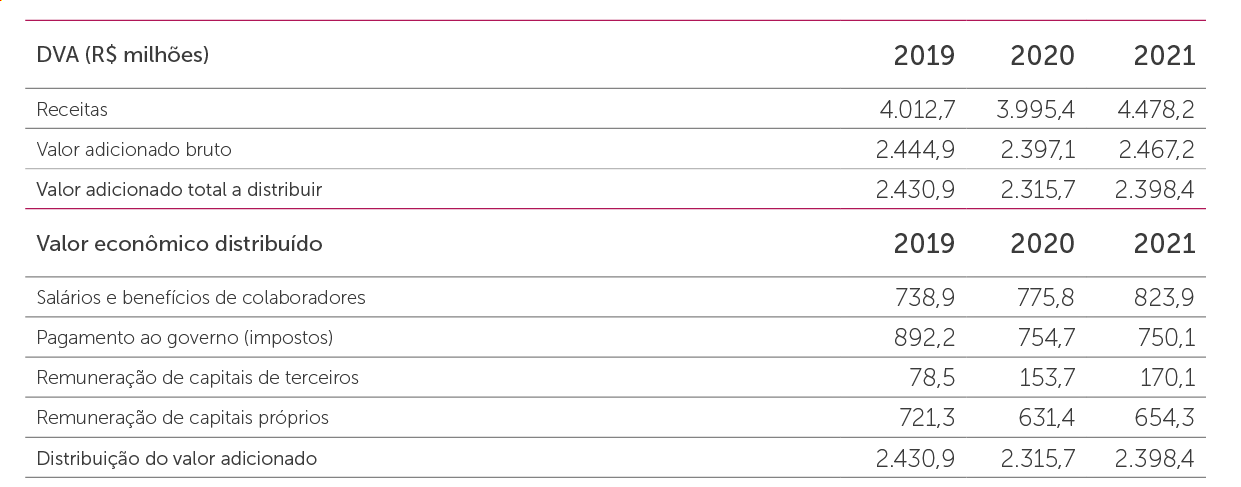 DVA (R$ milhões) 2019 2020 2021
Receitas 4.012,7 3.995,4 4.478,2
Valor adicionado bruto 2.444,9 2.397,1 2.467,2
Valor adicionado total a distribuir 2.430,9 2.315,7 2.398,4
Valor econômico distribuído 2019 2020 2021
Salários e benefícios de colaboradores 738,9 775,8 823,9
Pagamento ao governo (impostos) 892,2 754,7 750,1
Remuneração de capitais de terceiros 78,5 153,7 170,1
Remuneração de capitais próprios 721,3 631,4 654,3
Distribuição do valor adicionado 2.430,9 2.315,7 2.398,4